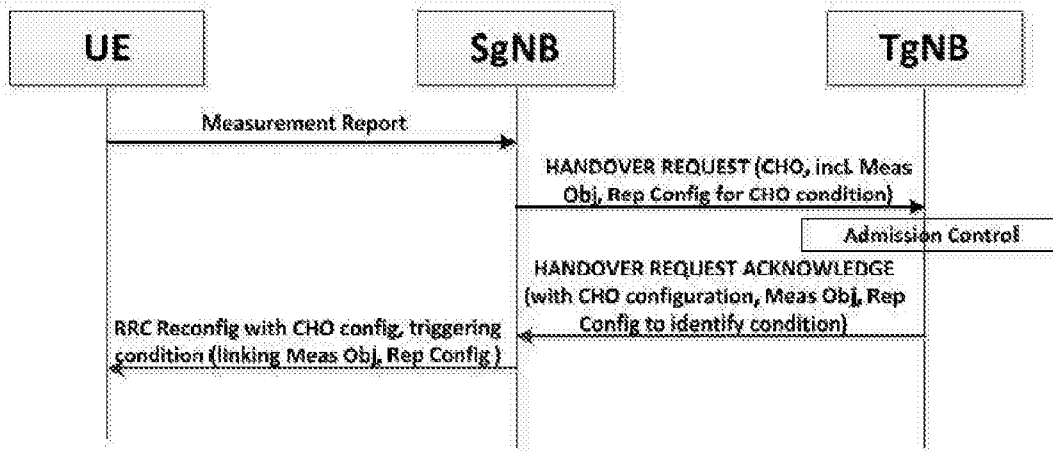 UE
SgNB
TgNB
Measurement Report
HANDOVER REQUEST (CHO, incl. Meas
Obj, Rep Config for CHO condition)
Admission Control
HANDOVER REQUEST ACKNOWLEDGE
(with CHO configuration, Meas Obj, Rep
Config to identify condition)
RRC Reconfig with CHO config, triggering
condition (linking Meas Obj, Rep Config )